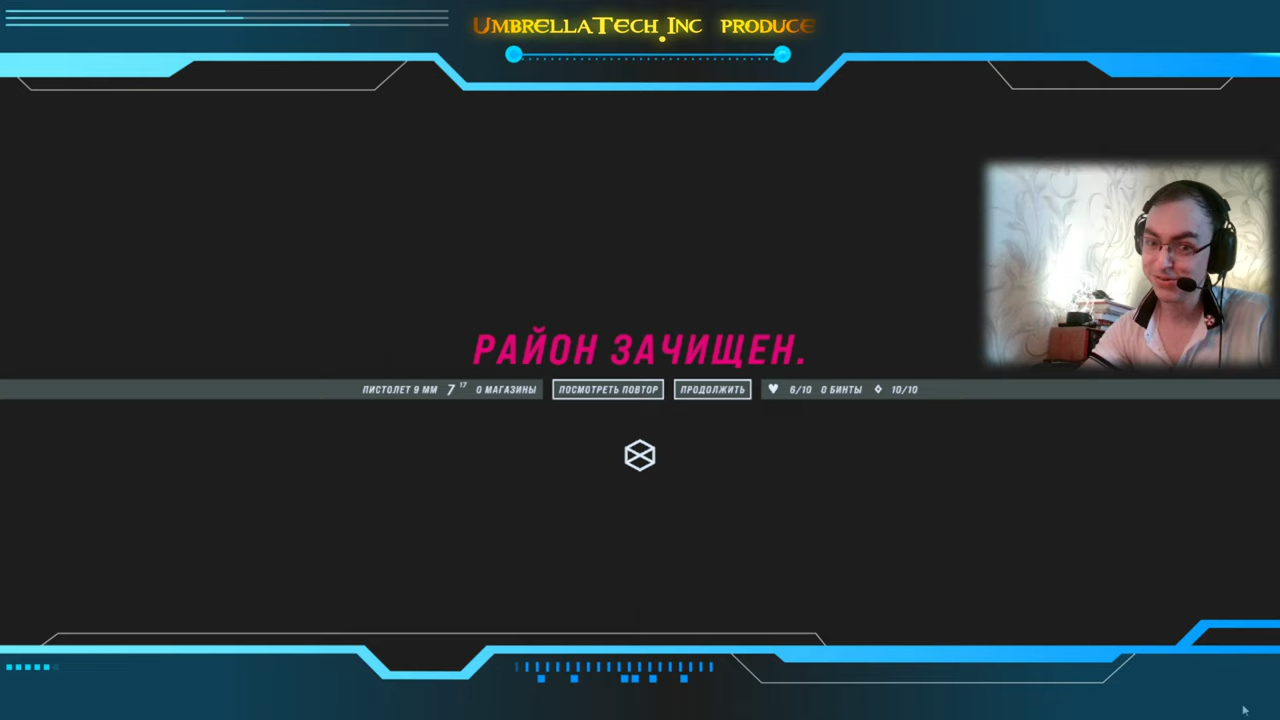 UmbrellaTech.Inc produce
РАЙОН ЗАЧИЩЕН.
ПИСТОЛЕТ 9 ММ 7 17 0 МАГАЗИНЫ ПОСМОТРЕТЬ ПОВТОР ПРОДОЛЖИТЬ 6/10 0 БИНТЫ 10/10